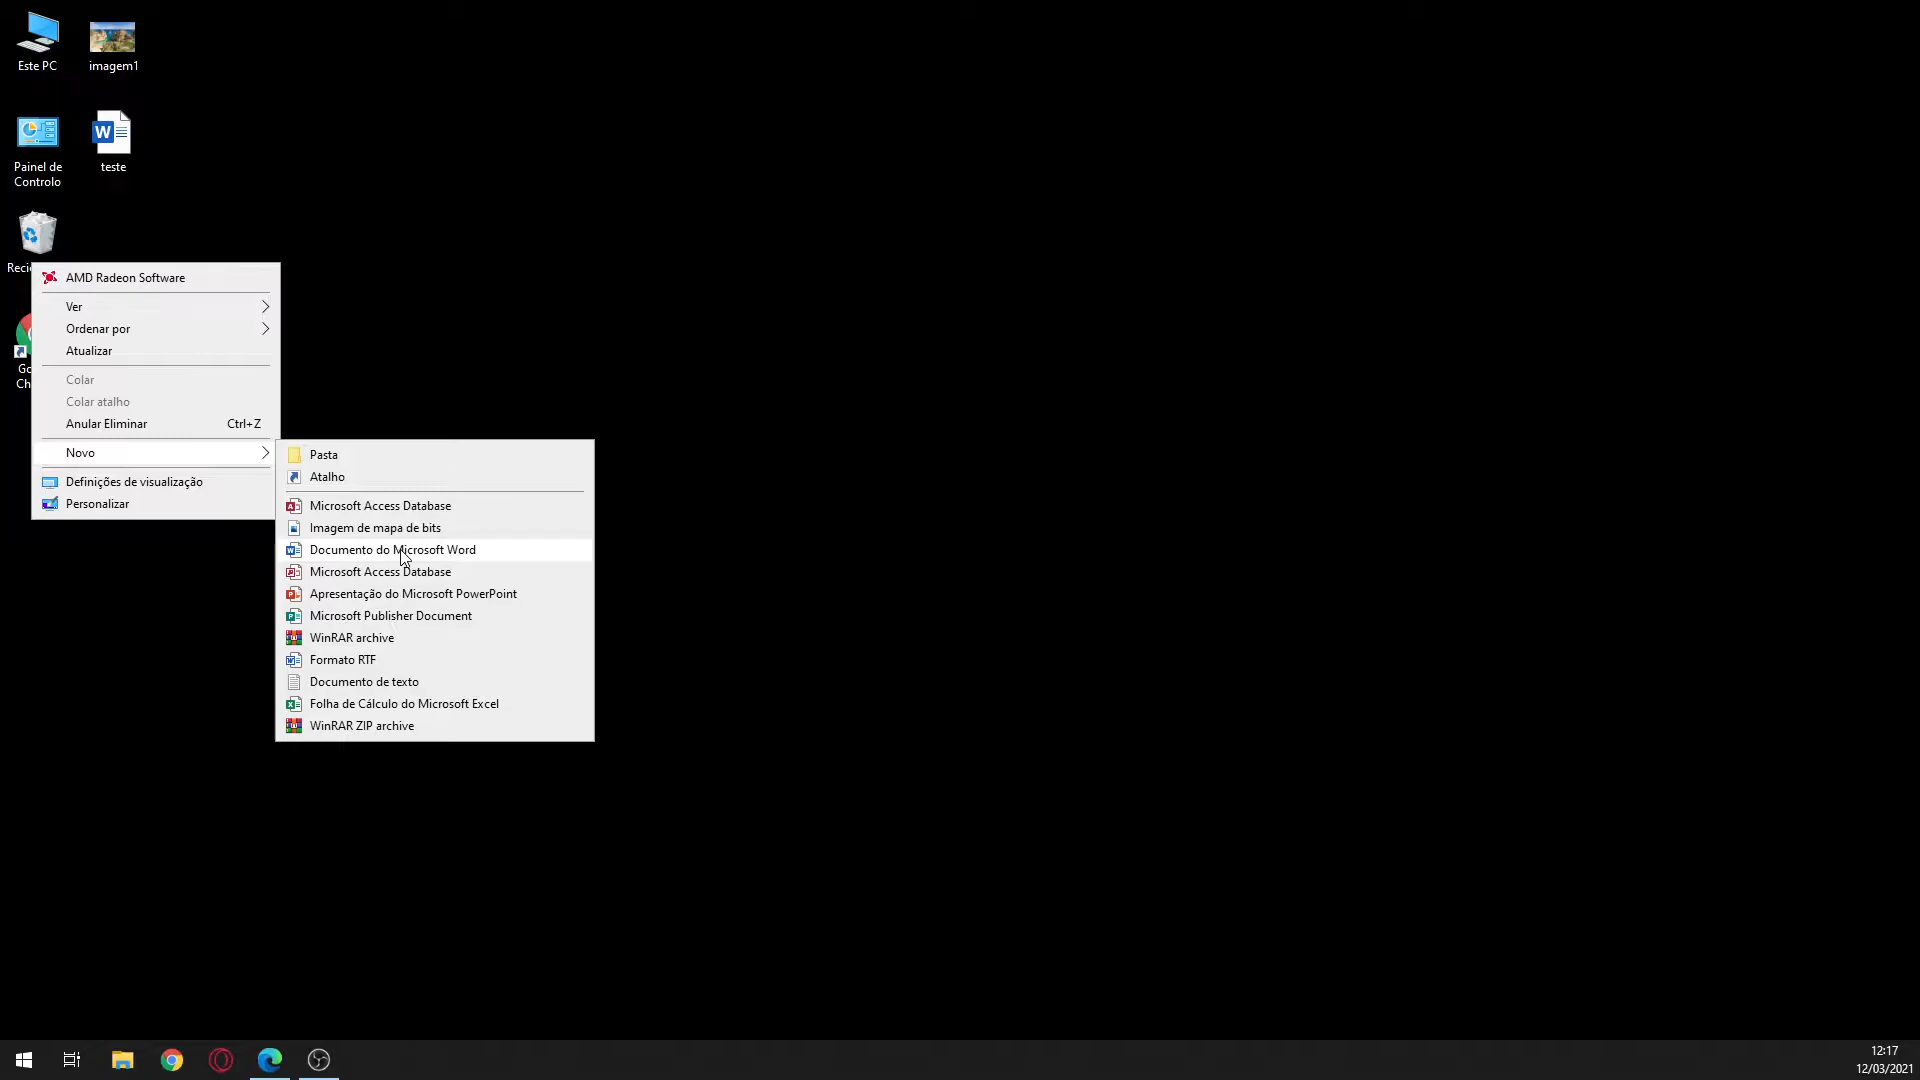 Este PC
imagem1
Painel de
Controlo
teste
Reci
Go
Ch
AMD Radeon Software
Ver
Ordenar por
Atualizar
Colar
Colar atalho
Anular Eliminar Ctrl+Z
Novo
Definições de visualização
Personalizar
Pasta
Atalho
Microsoft Access Database
Imagem de mapa de bits
Documento do Microsoft Word
Microsoft Access Database
Apresentação do Microsoft PowerPoint
Microsoft Publisher Document
WinRAR archive
Formato RTF
Documento de texto
Folha de Cálculo do Microsoft Excel
WinRAR ZIP archive
12:17
12/03/2021